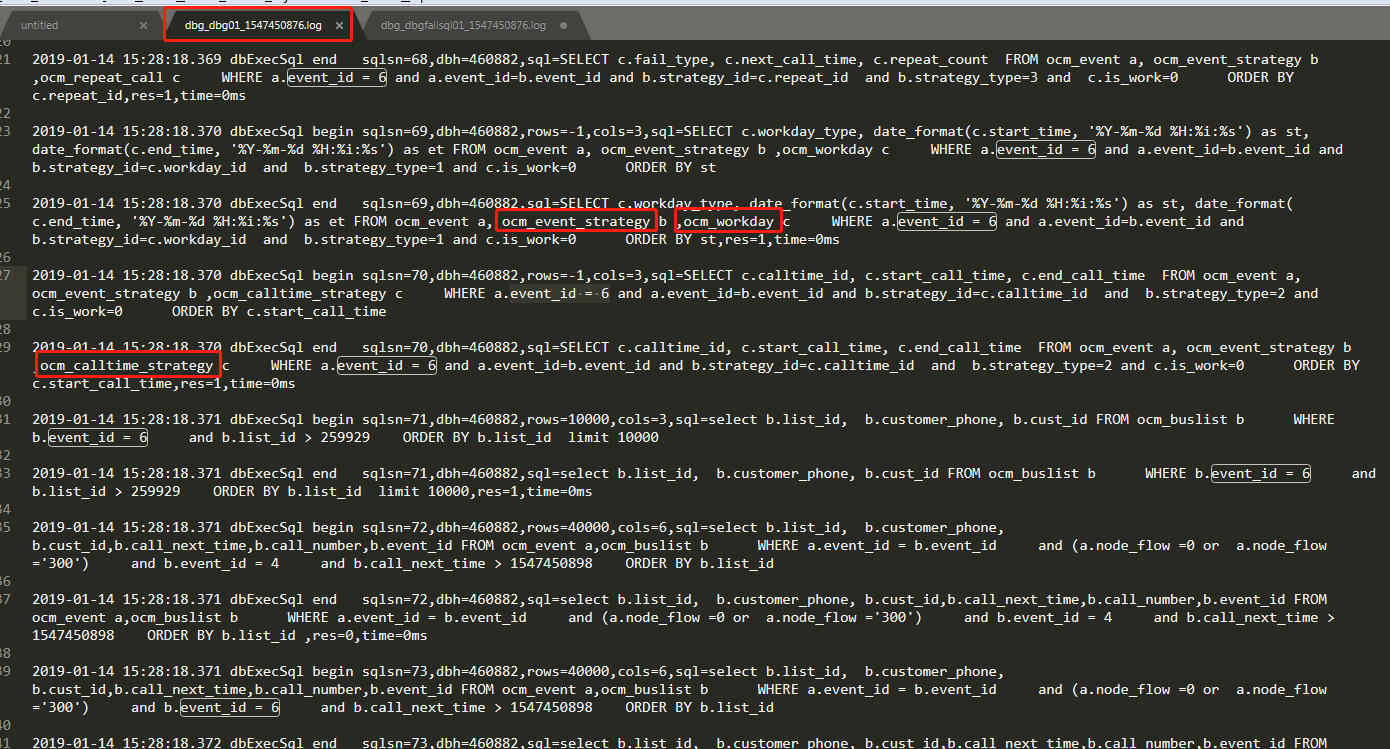 untitled × dbg_dbg01_1547450876.log × dbg_dbgfailsql01_1547450876.log
20
21 2019-01-14 15:28:18.369 dbExecSql end   sqlsn=68,dbh=460882,sql=SELECT c.fail_type, c.next_call_time, c.repeat_count  FROM ocm_event a, ocm_event_strategy b
,ocm_repeat_call c     WHERE a.event_id = 6 and a.event_id=b.event_id and b.strategy_id=c.repeat_id  and b.strategy_type=3 and  c.is_work=0      ORDER BY
c.repeat_id,res=1,time=0ms
22
23 2019-01-14 15:28:18.370 dbExecSql begin sqlsn=69,dbh=460882,rows=-1,cols=3,sql=SELECT c.workday_type, date_format(c.start_time, '%Y-%m-%d %H:%i:%s') as st,
date_format(c.end_time, '%Y-%m-%d %H:%i:%s') as et FROM ocm_event a, ocm_event_strategy b ,ocm_workday c     WHERE a.event_id = 6 and a.event_id=b.event_id and
b.strategy_id=c.workday_id  and  b.strategy_type=1 and c.is_work=0      ORDER BY st
24
25 2019-01-14 15:28:18.370 dbExecSql end   sqlsn=69,dbh=460882,sql=SELECT c.workday_type, date_format(c.start_time, '%Y-%m-%d %H:%i:%s') as st, date_format(
c.end_time, '%Y-%m-%d %H:%i:%s') as et FROM ocm_event a, ocm_event_strategy b ,ocm_workday c     WHERE a.event_id = 6 and a.event_id=b.event_id and
b.strategy_id=c.workday_id  and  b.strategy_type=1 and c.is_work=0      ORDER BY st,res=1,time=0ms
26
27 2019-01-14 15:28:18.370 dbExecSql begin sqlsn=70,dbh=460882,rows=-1,cols=3,sql=SELECT c.calltime_id, c.start_call_time, c.end_call_time  FROM ocm_event a,
ocm_event_strategy b ,ocm_calltime_strategy c     WHERE a.event_id = 6 and a.event_id=b.event_id and b.strategy_id=c.calltime_id  and  b.strategy_type=2 and
c.is_work=0      ORDER BY c.start_call_time
28
29 2019-01-14 15:28:18.370 dbExecSql end   sqlsn=70,dbh=460882,sql=SELECT c.calltime_id, c.start_call_time, c.end_call_time  FROM ocm_event a, ocm_event_strategy b
,ocm_calltime_strategy c     WHERE a.event_id = 6 and a.event_id=b.event_id and b.strategy_id=c.calltime_id  and  b.strategy_type=2 and c.is_work=0      ORDER BY
c.start_call_time,res=1,time=0ms
30
31 2019-01-14 15:28:18.371 dbExecSql begin sqlsn=71,dbh=460882,rows=10000,cols=3,sql=select b.list_id,  b.customer_phone, b.cust_id FROM ocm_buslist b      WHERE
b.event_id = 6     and b.list_id > 259929    ORDER BY b.list_id  limit 10000
32
33 2019-01-14 15:28:18.371 dbExecSql end   sqlsn=71,dbh=460882,sql=select b.list_id,  b.customer_phone, b.cust_id FROM ocm_buslist b      WHERE b.event_id = 6     and
b.list_id > 259929    ORDER BY b.list_id  limit 10000,res=1,time=0ms
34
35 2019-01-14 15:28:18.371 dbExecSql begin sqlsn=72,dbh=460882,rows=40000,cols=6,sql=select b.list_id,  b.customer_phone,
b.cust_id,b.call_next_time,b.call_number,b.event_id FROM ocm_event a,ocm_buslist b      WHERE a.event_id = b.event_id     and (a.node_flow =0 or  a.node_flow
='300')     and b.event_id = 4     and b.call_next_time > 1547450898    ORDER BY b.list_id
36
37 2019-01-14 15:28:18.371 dbExecSql end   sqlsn=72,dbh=460882,sql=select b.list_id,  b.customer_phone, b.cust_id,b.call_next_time,b.call_number,b.event_id FROM
ocm_event a,ocm_buslist b      WHERE a.event_id = b.event_id     and (a.node_flow =0 or  a.node_flow ='300')     and b.event_id = 4     and b.call_next_time >
1547450898    ORDER BY b.list_id ,res=0,time=0ms
38
39 2019-01-14 15:28:18.371 dbExecSql begin sqlsn=73,dbh=460882,rows=40000,cols=6,sql=select b.list_id,  b.customer_phone,
b.cust_id,b.call_next_time,b.call_number,b.event_id FROM ocm_event a,ocm_buslist b      WHERE a.event_id = b.event_id     and (a.node_flow =0 or  a.node_flow
='300')     and b.event_id = 6     and b.call_next_time > 1547450898    ORDER BY b.list_id
40
41 2019-01-14 15:28:18.372 dbExecSql end   sqlsn=73,dbh=460882,sql=select b.list_id,  b.customer_phone, b.cust_id,b.call_next_time,b.call_number,b.event_id FROM